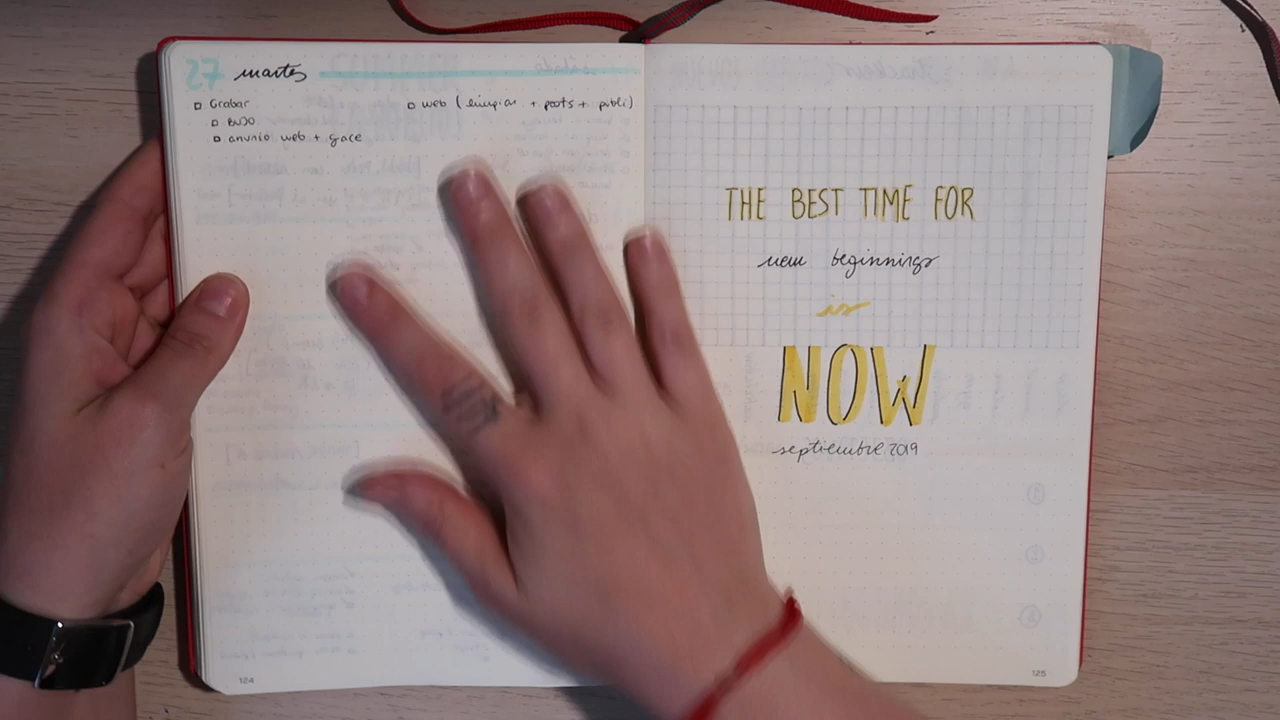 27 martes
Grabar
BUJO
anuncio web + grace
web (limpiar + posts + publi)
THE BEST TIME FOR
new beginnings
is
NOW
septiembre 2019
124
125